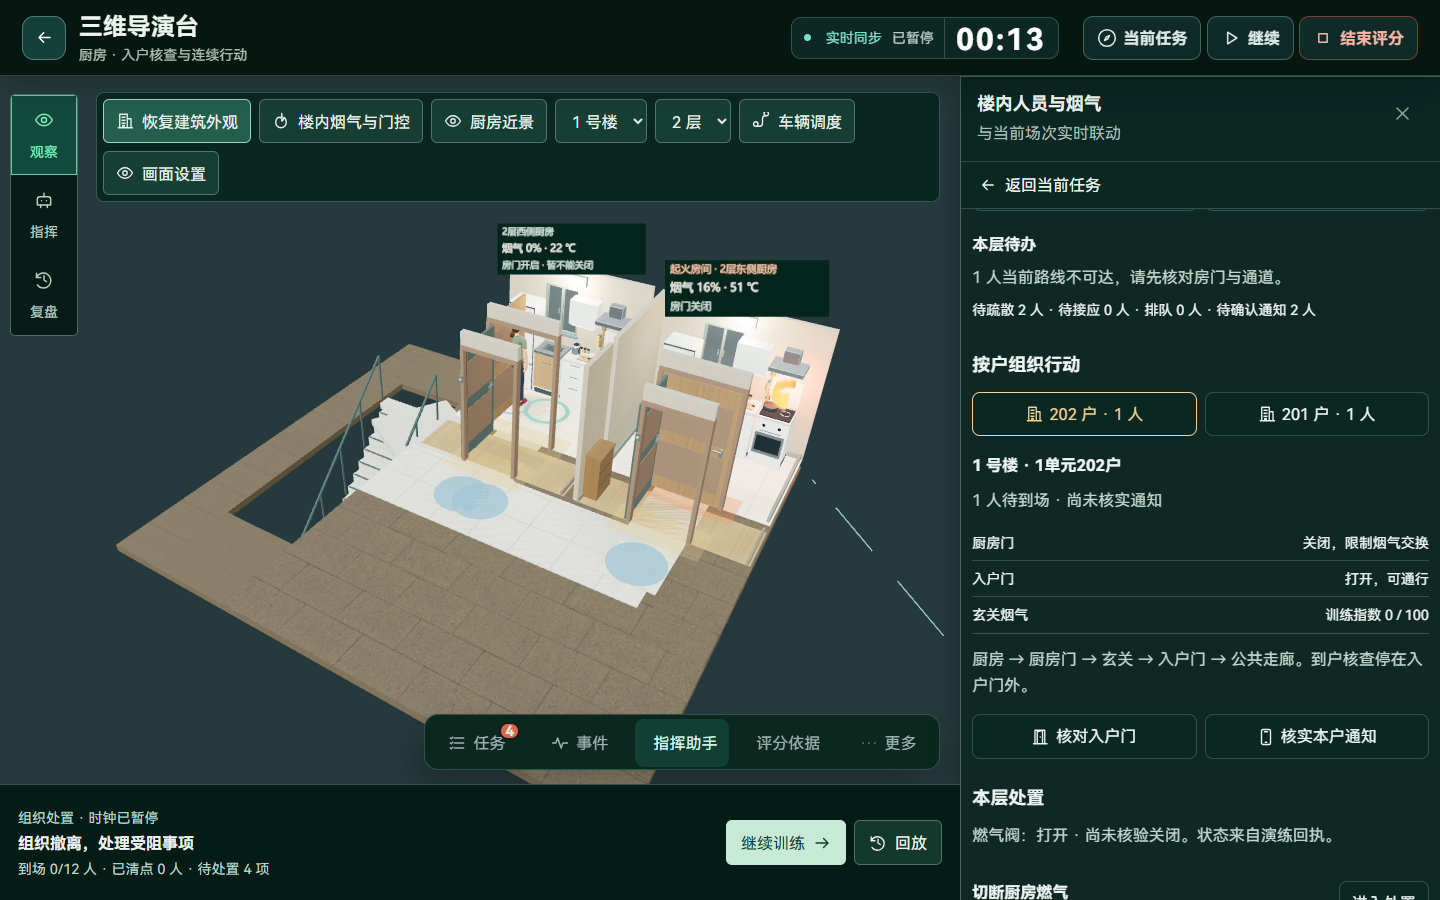 三维导演台
厨房 · 入户核查与连续行动
实时同步 已暂停 00:13
当前任务
继续
结束评分
观察
指挥
复盘
恢复建筑外观
楼内烟气与门控
厨房近景
1 号楼
2 层
车辆调度
画面设置
2层西侧厨房
烟气 0% · 22 ℃
房门开启 · 暂不能关闭
起火房间 · 2层东侧厨房
烟气 16% · 51 ℃
房门关闭
任务 4
事件
指挥助手
评分依据
··· 更多
组织处置 · 时钟已暂停
组织撤离，处理受阻事项
到场 0/12 人 · 已清点 0 人 · 待处置 4 项
继续训练
回放
楼内人员与烟气
与当前场次实时联动
返回当前任务
本层待办
1 人当前路线不可达，请先核对房门与通道。
待疏散 2 人 · 待接应 0 人 · 排队 0 人 · 待确认通知 2 人
按户组织行动
202 户 · 1 人
201 户 · 1 人
1 号楼 · 1单元202户
1 人待到场 · 尚未核实通知
厨房门 关闭，限制烟气交换
入户门 打开，可通行
玄关烟气 训练指数 0 / 100
厨房 → 厨房门 → 玄关 → 入户门 → 公共走廊。到户核查停在入
户门外。
核对入户门
核实本户通知
本层处置
燃气阀：打开 · 尚未核验关闭。状态来自演练回执。
切断厨房燃气
进入处置